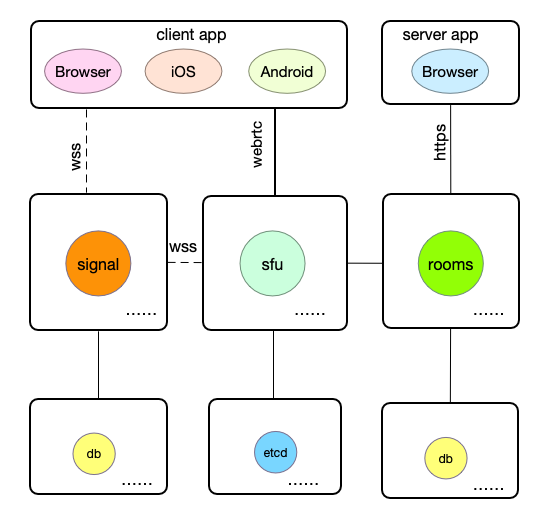 client app
server app
Browser
iOS
Android
Browser
wss
webrtc
https
signal
wss
sfu
rooms
......
......
......
db
etcd
db
......
......
......